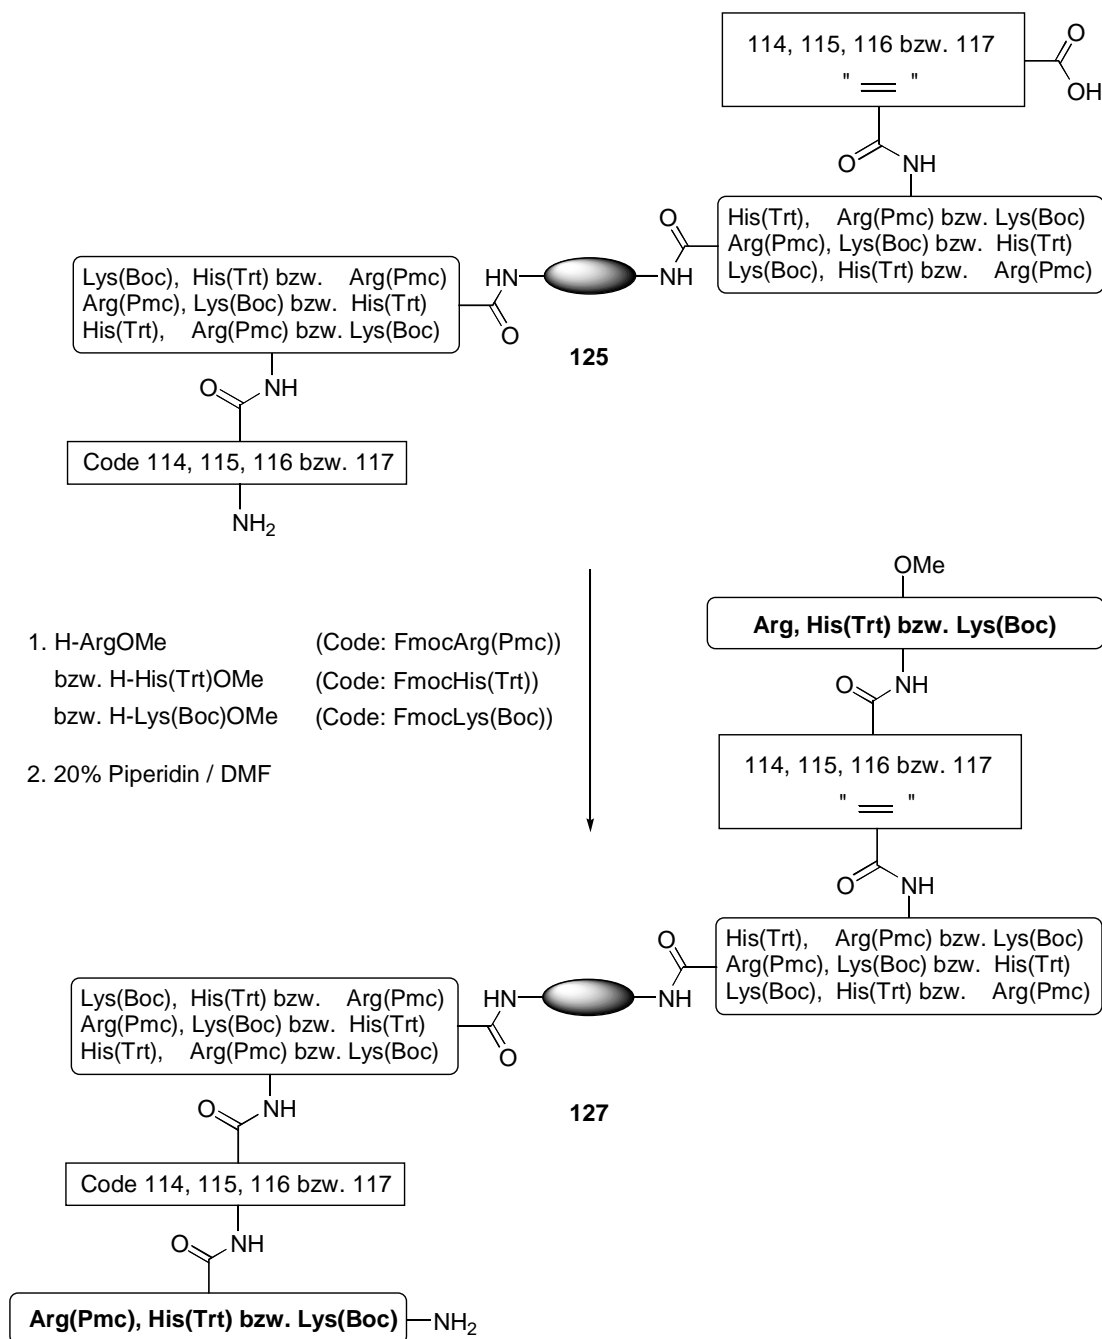 114, 115, 116 bzw. 117
" = "
O
OH
O
NH
His(Trt), Arg(Pmc) bzw. Lys(Boc)
Arg(Pmc), Lys(Boc) bzw. His(Trt)
Lys(Boc), His(Trt) bzw. Arg(Pmc)
O
NH
HN
O
Lys(Boc), His(Trt) bzw. Arg(Pmc)
Arg(Pmc), Lys(Boc) bzw. His(Trt)
His(Trt), Arg(Pmc) bzw. Lys(Boc)
125
O
NH
Code 114, 115, 116 bzw. 117
NH2
1. H-ArgOMe (Code: FmocArg(Pmc))
bzw. H-His(Trt)OMe (Code: FmocHis(Trt))
bzw. H-Lys(Boc)OMe (Code: FmocLys(Boc))
2. 20% Piperidin / DMF
OMe
Arg, His(Trt) bzw. Lys(Boc)
O
NH
114, 115, 116 bzw. 117
" = "
O
NH
His(Trt), Arg(Pmc) bzw. Lys(Boc)
Arg(Pmc), Lys(Boc) bzw. His(Trt)
Lys(Boc), His(Trt) bzw. Arg(Pmc)
O
NH
HN
O
Lys(Boc), His(Trt) bzw. Arg(Pmc)
Arg(Pmc), Lys(Boc) bzw. His(Trt)
His(Trt), Arg(Pmc) bzw. Lys(Boc)
127
O
NH
Code 114, 115, 116 bzw. 117
O
NH
Arg(Pmc), His(Trt) bzw. Lys(Boc)
NH2